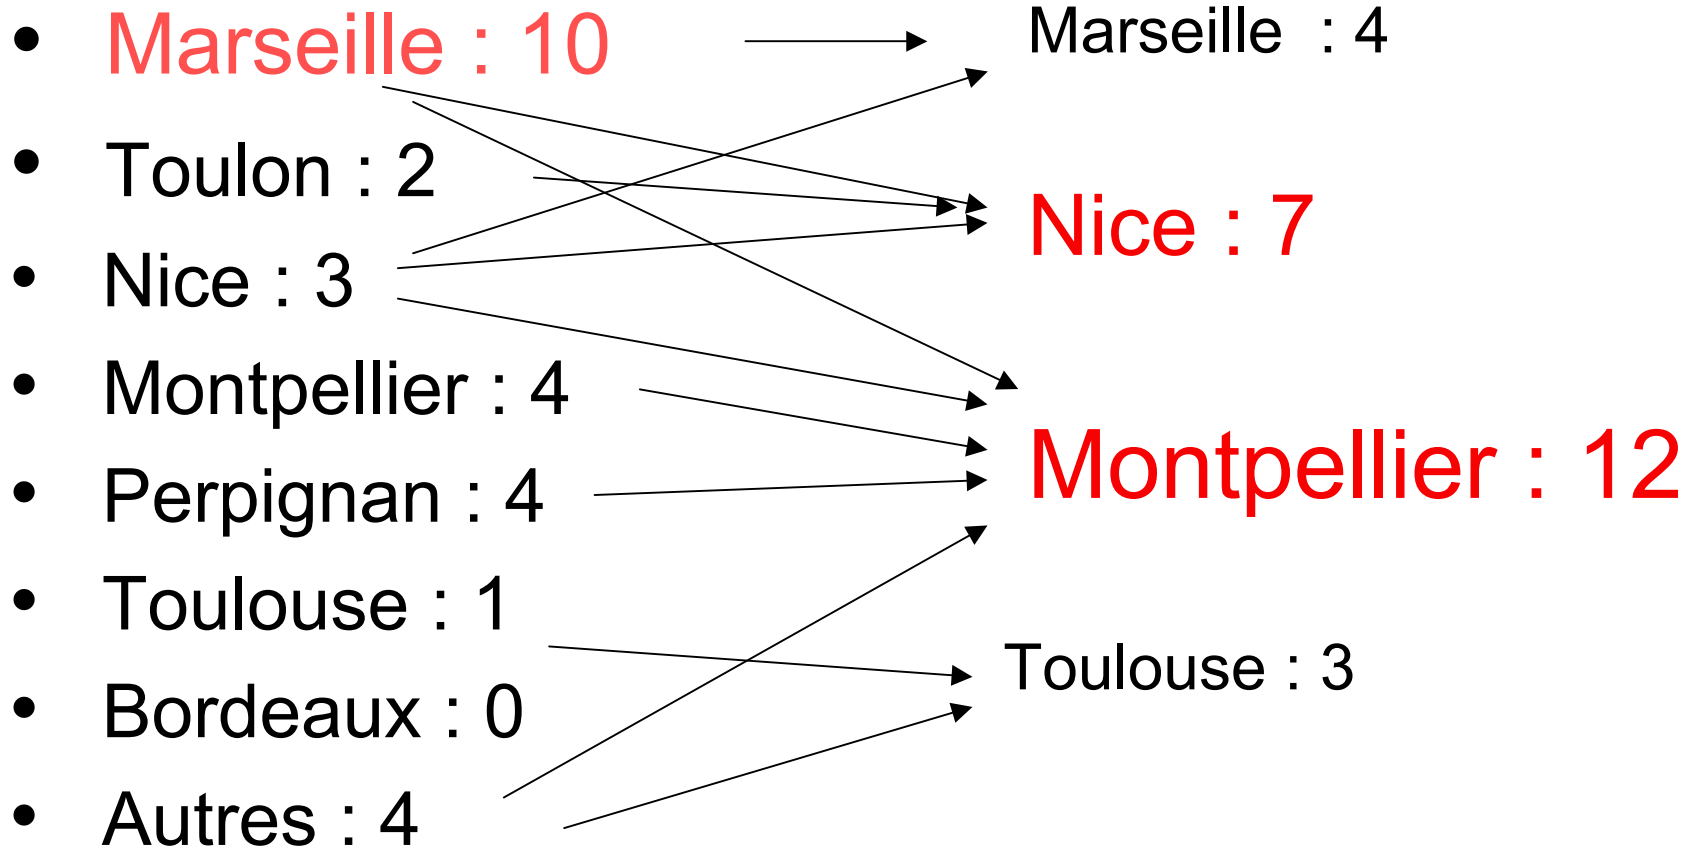 • Marseille : 10
• Toulon : 2
• Nice : 3
• Montpellier : 4
• Perpignan : 4
• Toulouse : 1
• Bordeaux : 0
• Autres : 4
Marseille : 4
Nice : 7
Montpellier : 12
Toulouse : 3